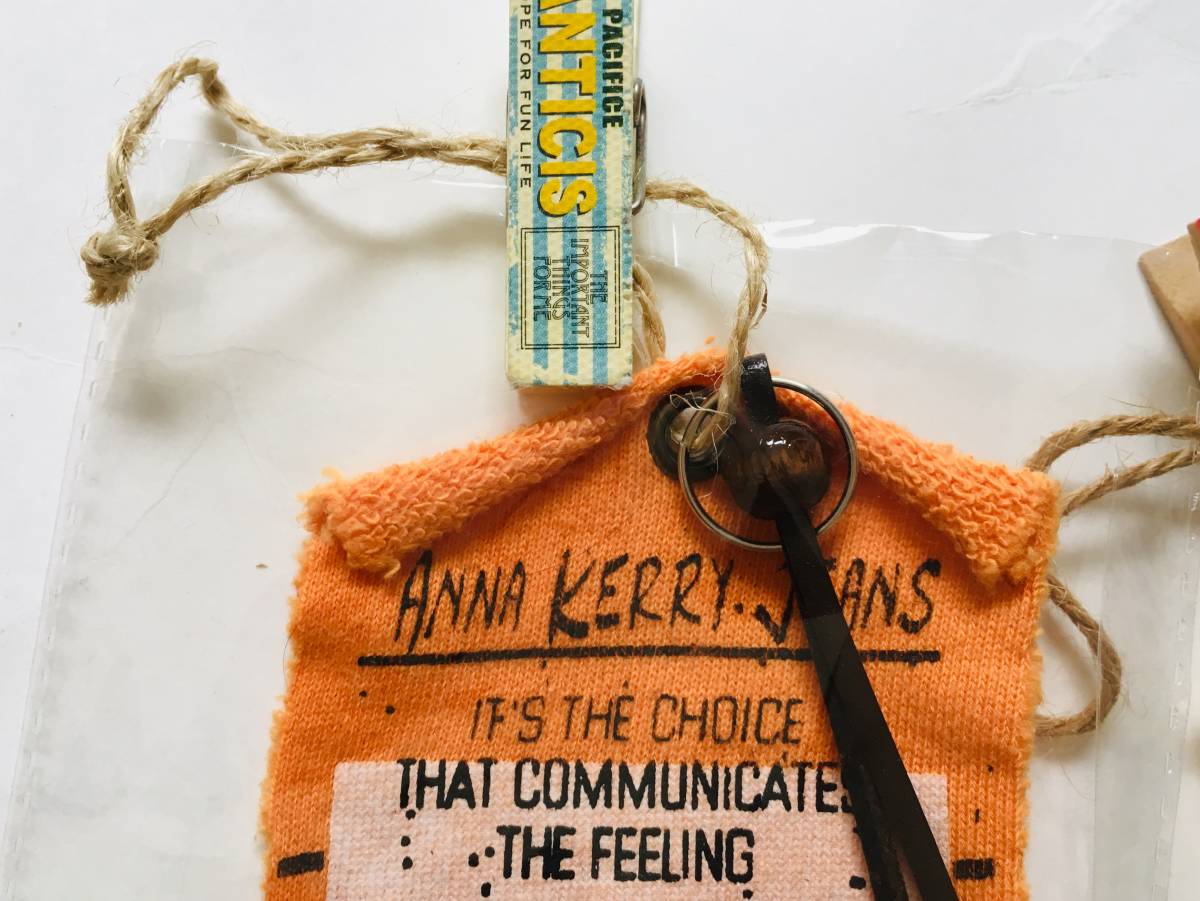 PACIFICE
ANTICIS
PE FOR FUN LIFE
THE
IMPORTANT
THINGS
FOR ME
ANNA KERRY. JEANS
IT'S THE CHOICE
THAT COMMUNICATES
THE FEELING